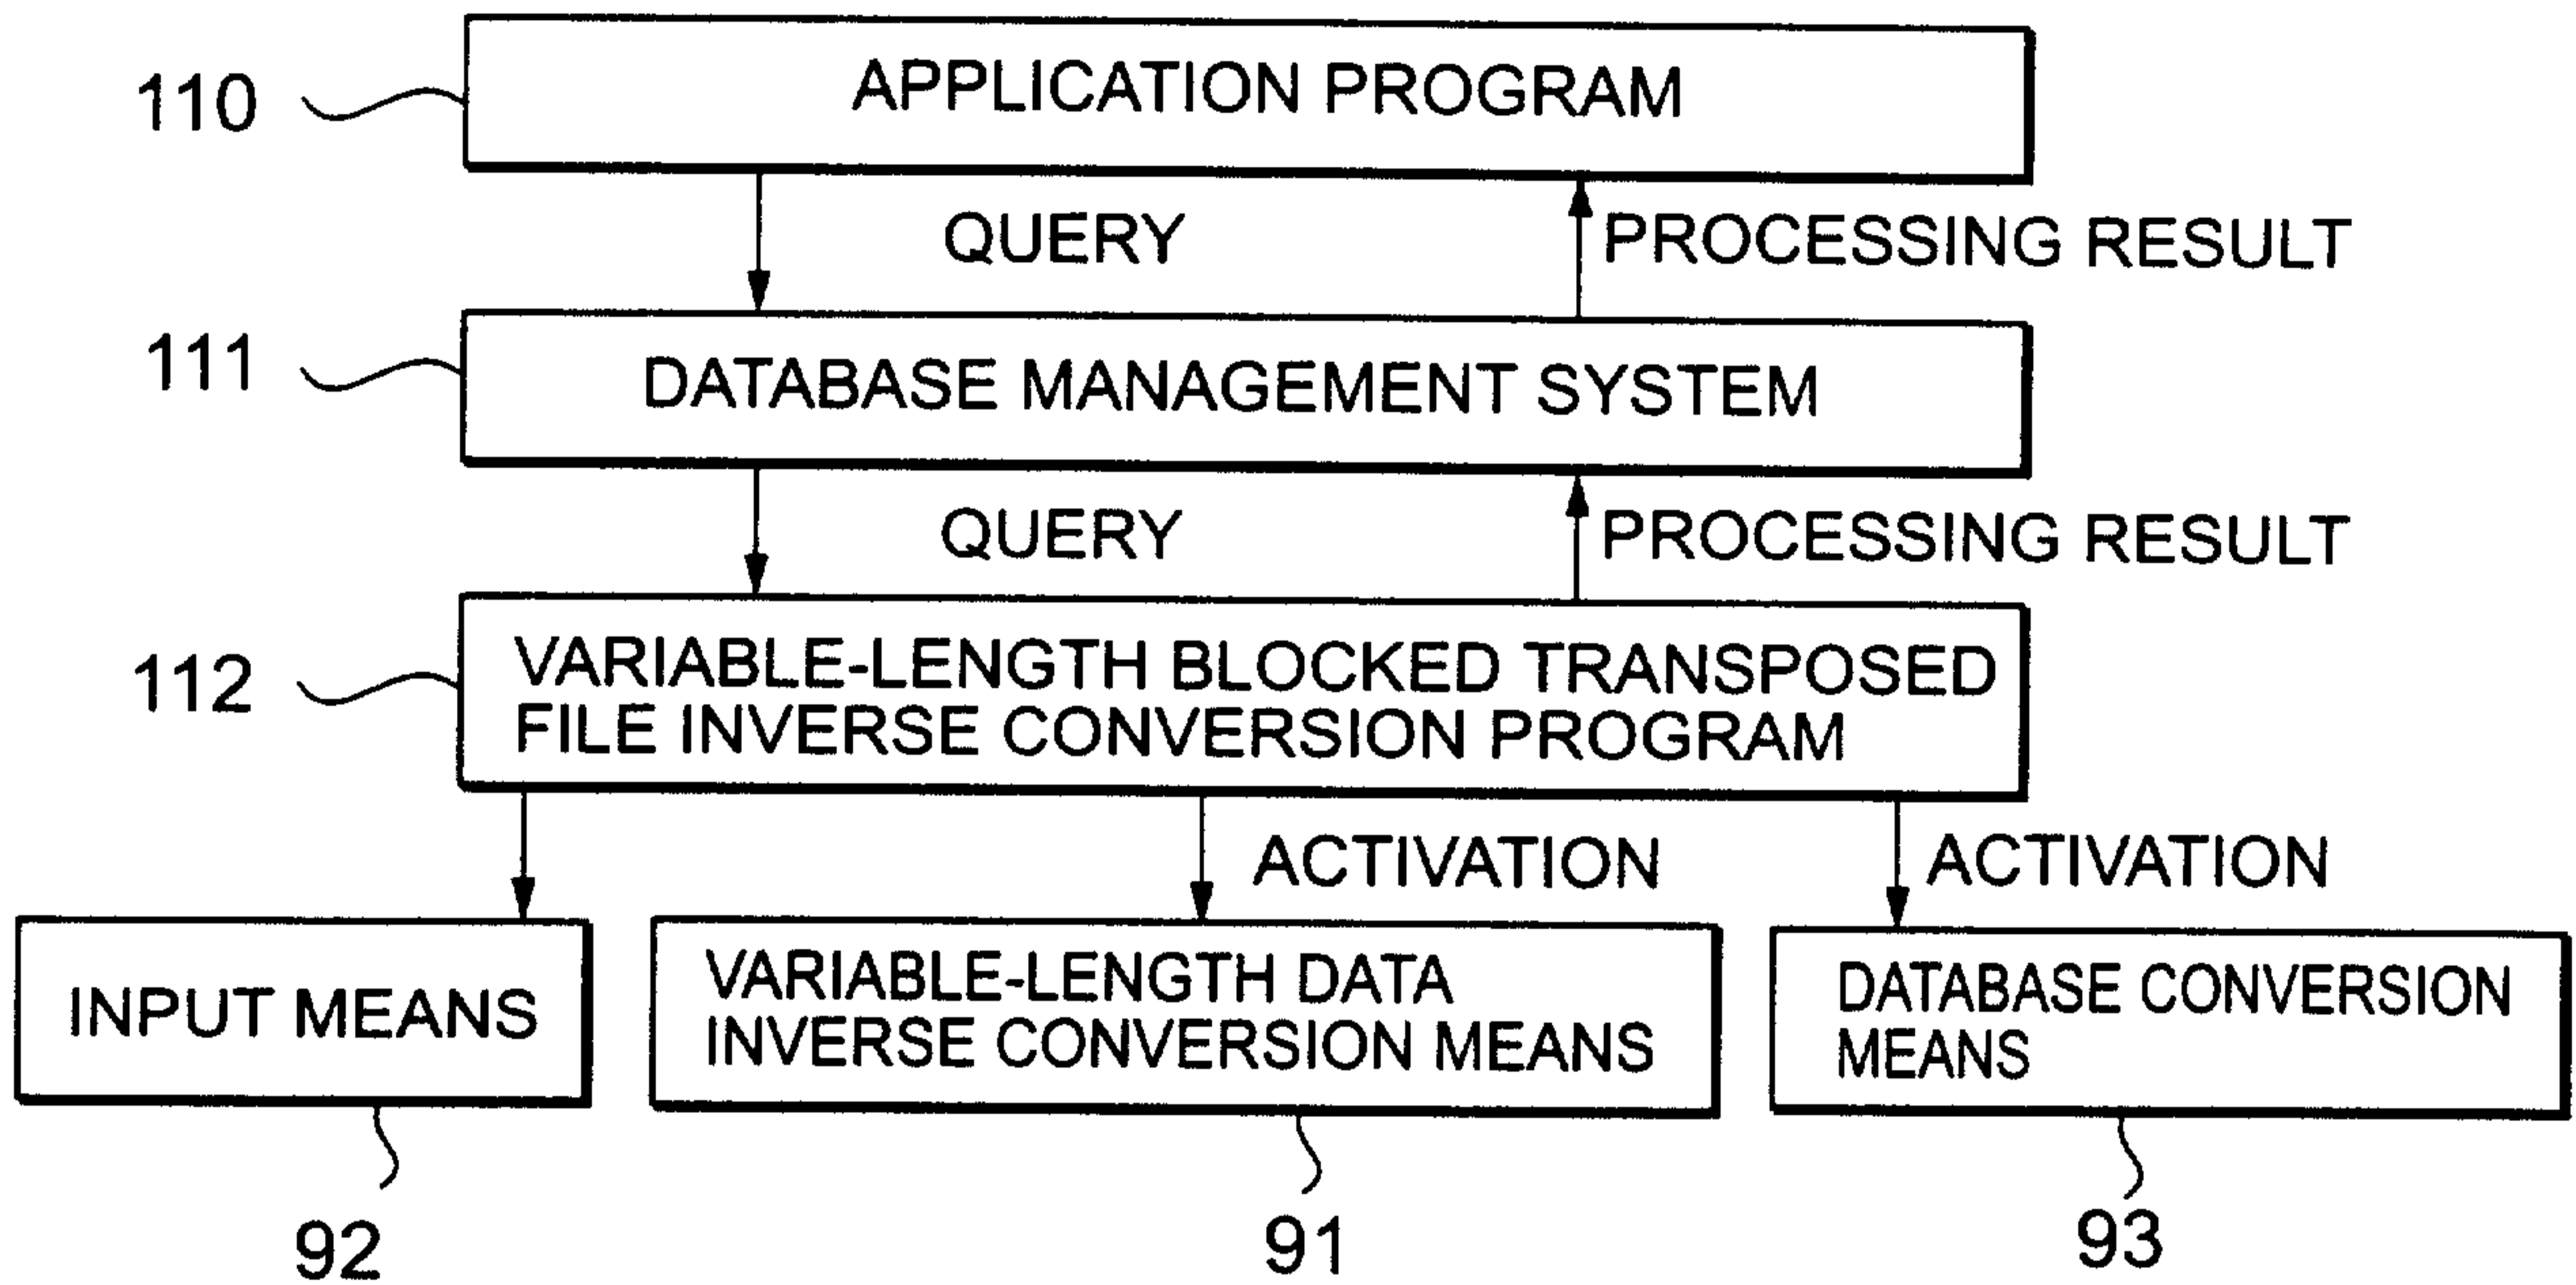 110
APPLICATION PROGRAM
QUERY
PROCESSING RESULT
111
DATABASE MANAGEMENT SYSTEM
QUERY
PROCESSING RESULT
112
VARIABLE-LENGTH BLOCKED TRANSPOSED
FILE INVERSE CONVERSION PROGRAM
ACTIVATION
ACTIVATION
INPUT MEANS
VARIABLE-LENGTH DATA
INVERSE CONVERSION MEANS
DATABASE CONVERSION
MEANS
92
91
93